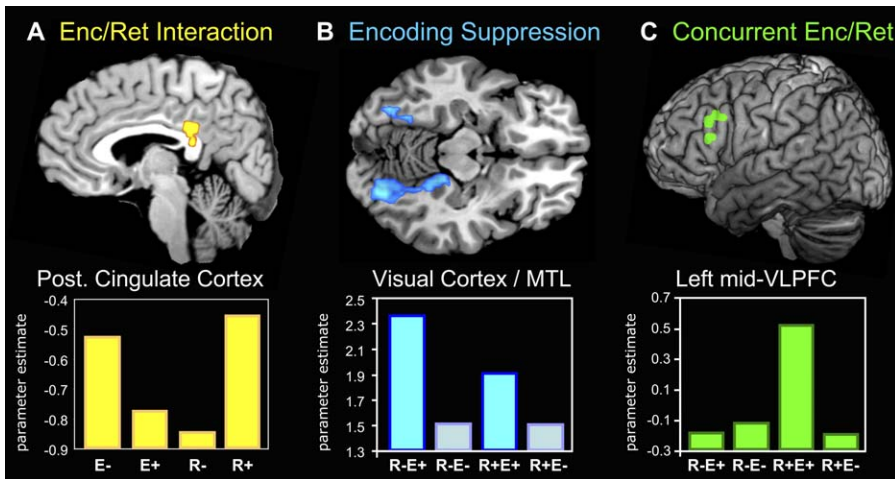 A Enc/Ret Interaction
B Encoding Suppression
C Concurrent Enc/Ret
Post. Cingulate Cortex
Visual Cortex / MTL
Left mid-VLPFC
parameter estimate
-0.4
-0.5
-0.6
-0.7
-0.8
-0.9
E- E+ R- R+
parameter estimate
2.5
2.3
2.1
1.9
1.7
1.5
1.3
R-E+ R-E- R+E+ R+E-
parameter estimate
0.7
0.5
0.3
0.1
-0.1
-0.3
R-E+ R-E- R+E+ R+E-